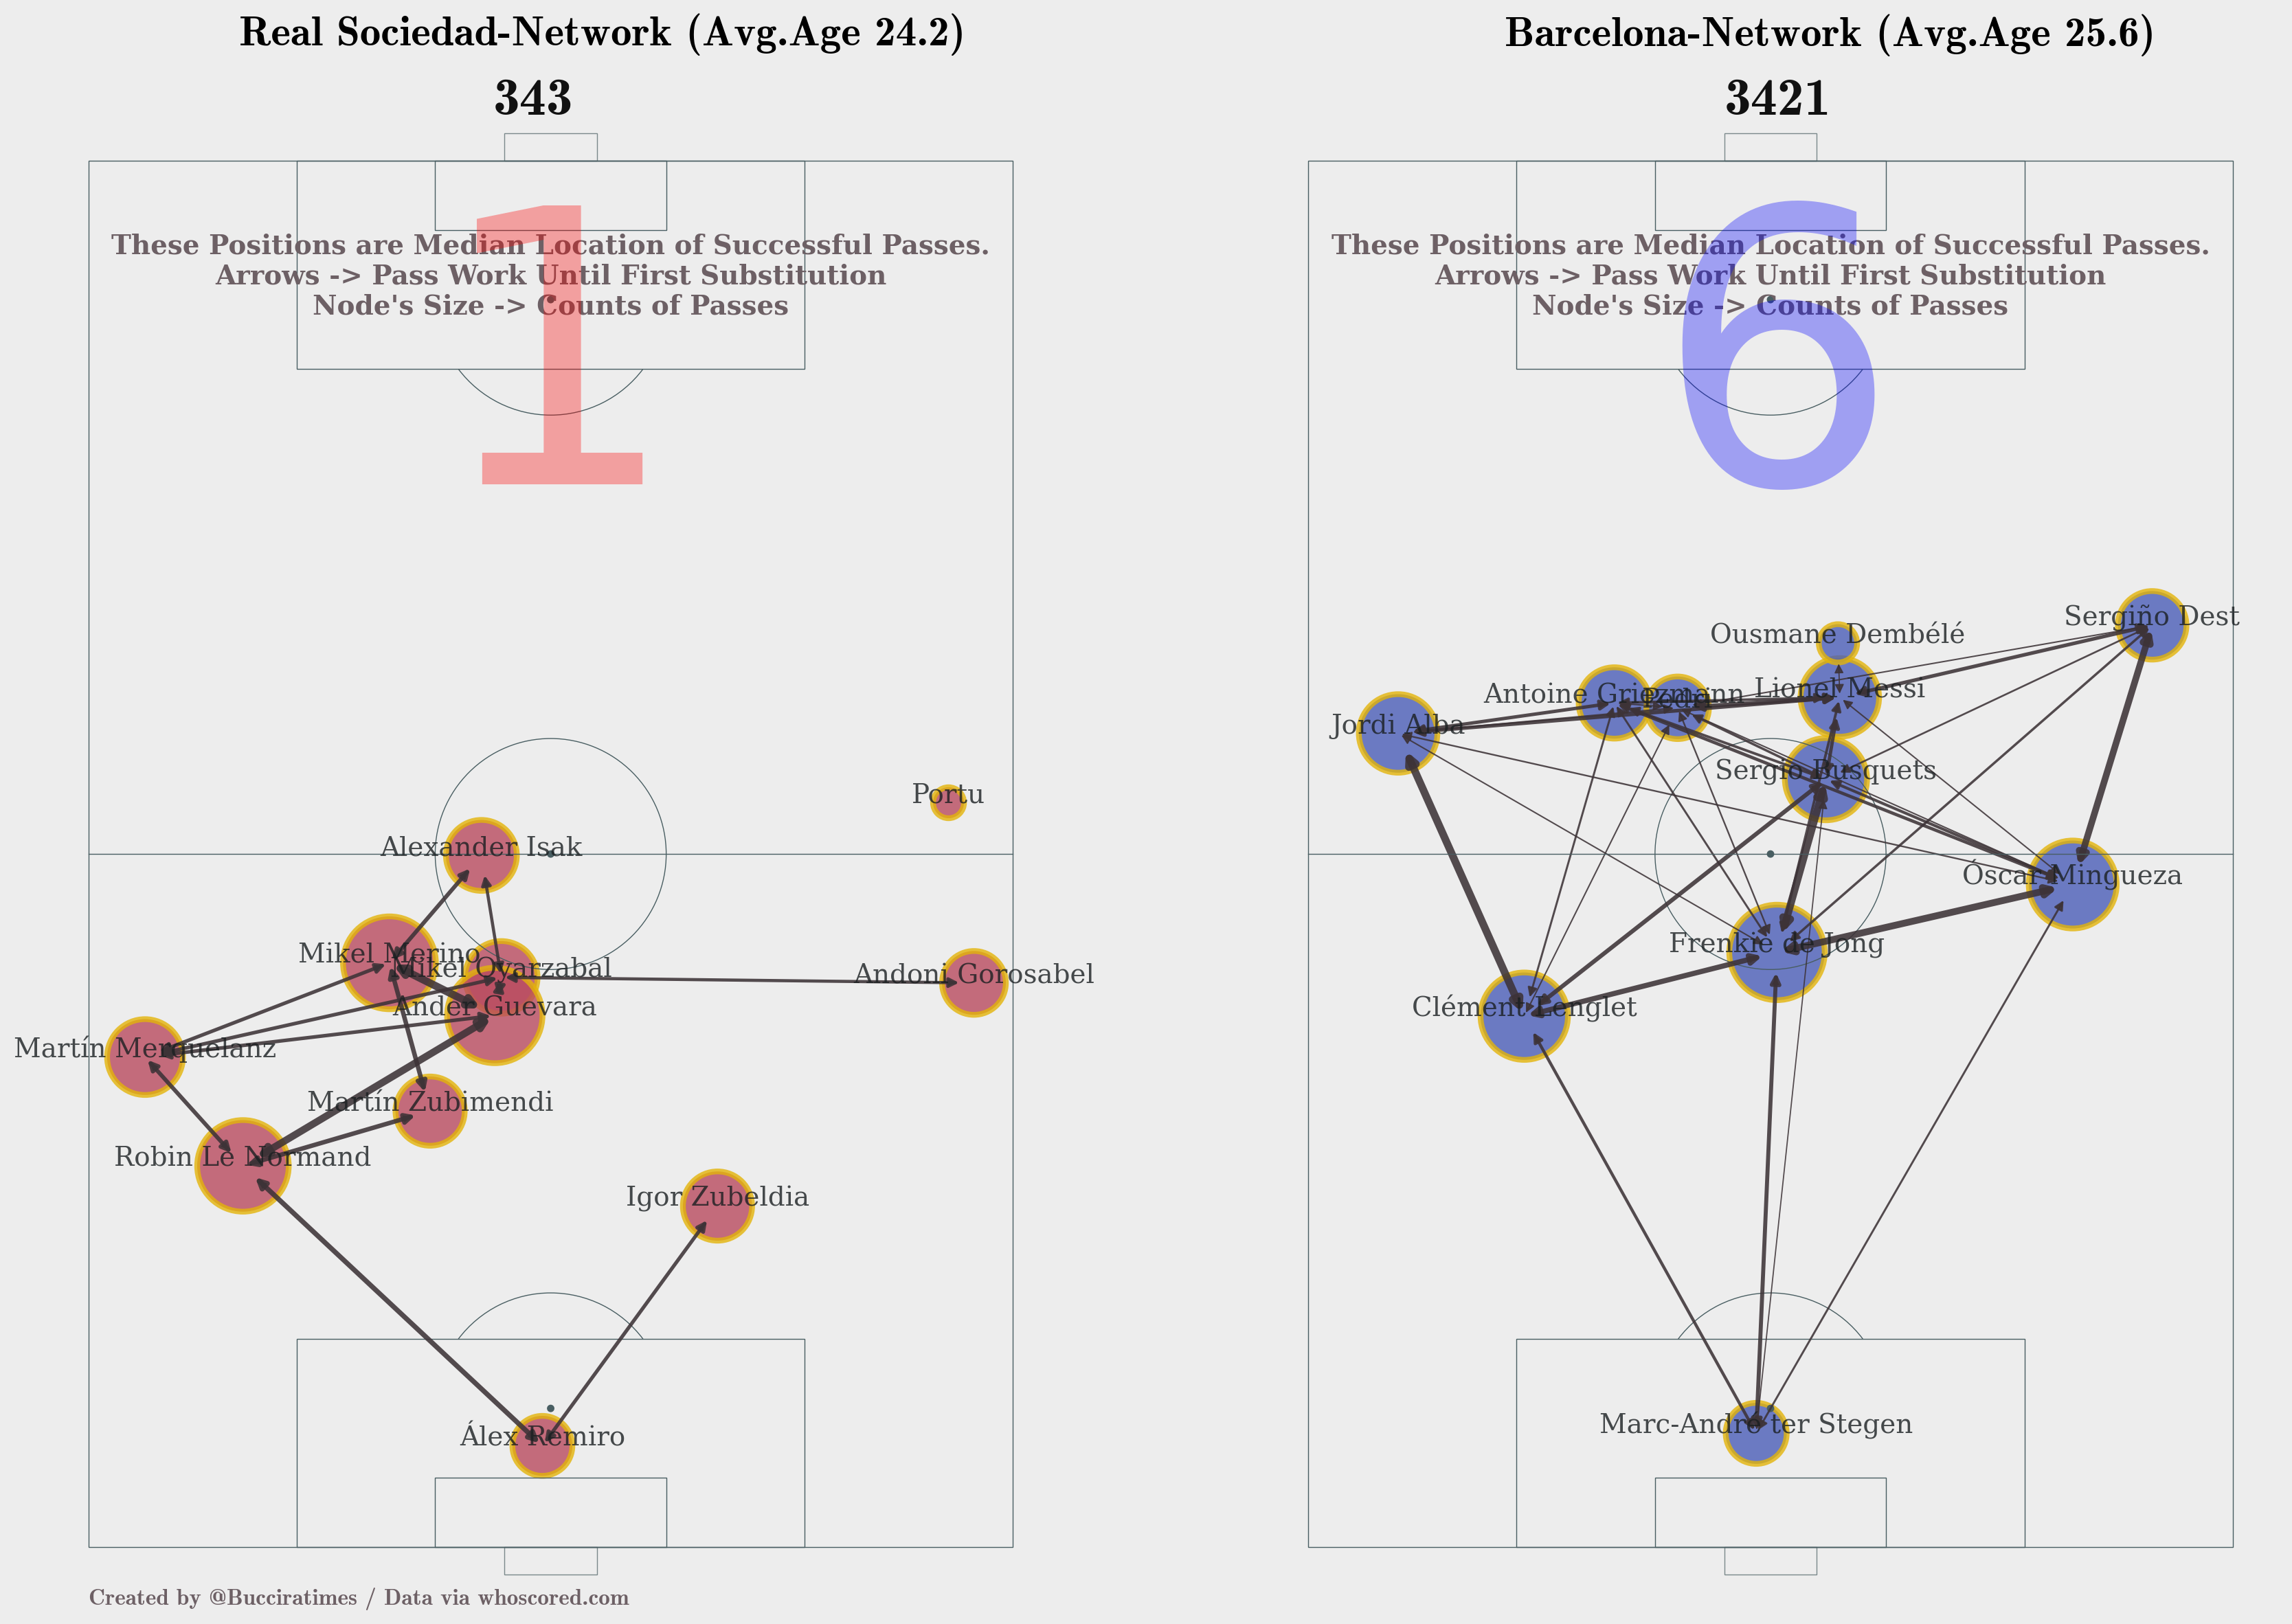 Real Sociedad-Network (Avg.Age 24.2)
343
1
These Positions are Median Location of Successful Passes.
Arrows -> Pass Work Until First Substitution
Node's Size -> Counts of Passes
Portu
Alexander Isak
Mikel Merino
Mikel Oyarzabal
Andoni Gorosabel
Ander Guevara
Martín Merquelanz
Martín Zubimendi
Robin Le Normand
Igor Zubeldia
Álex Remiro
Created by @Bucciratimes / Data via whoscored.com
Barcelona-Network (Avg.Age 25.6)
3421
6
These Positions are Median Location of Successful Passes.
Arrows -> Pass Work Until First Substitution
Node's Size -> Counts of Passes
Sergiño Dest
Ousmane Dembélé
Lionel Messi
Antoine Griezmann
Pedri
Jordi Alba
Sergio Busquets
Óscar Mingueza
Frenkie de Jong
Clément Lenglet
Marc-André ter Stegen